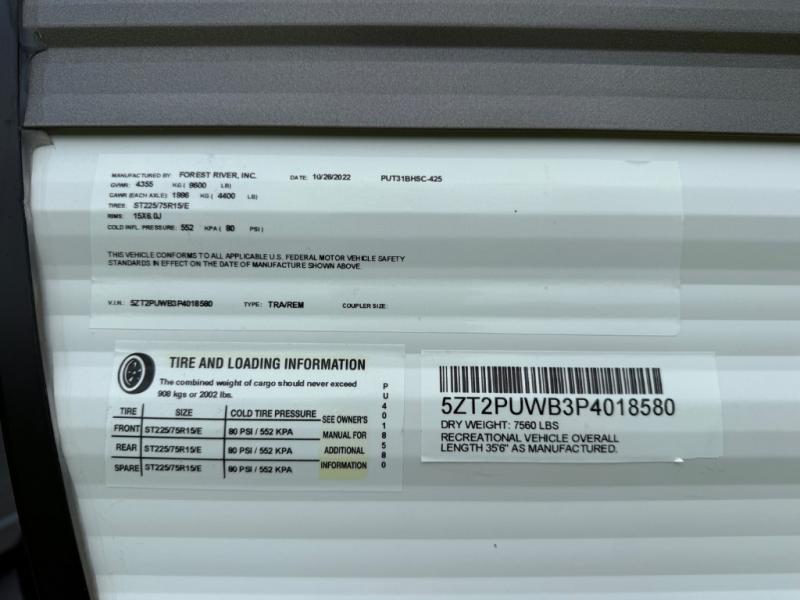 MANUFACTURED BY: FOREST RIVER, INC. DATE: 10/26/2022 PUT31BHSC-425
GVWR: 4355 KG ( 9600 LB)
GAWR (EACH AXLE) 1996 KG ( 4400 LB)
TIRES: ST225/75R15/E
RIMS: 15X6.0J
COLD INFL. PRESSURE: 552 KPA ( 80 PSI )
THIS VEHICLE CONFORMS TO ALL APPLICABLE U.S. FEDERAL MOTOR VEHICLE SAFETY
STANDARDS IN EFFECT ON THE DATE OF MANUFACTURE SHOWN ABOVE.
V.I.N.: 5ZT2PUWB3P4018580 TYPE: TRA/REM COUPLER SIZE:
TIRE AND LOADING INFORMATION
The combined weight of cargo should never exceed
908 kgs or 2002 lbs.
TIRE SIZE COLD TIRE PRESSURE
FRONT ST225/75R15/E 80 PSI / 552 KPA
REAR ST225/75R15/E 80 PSI / 552 KPA
SPARE ST225/75R15/E 80 PSI / 552 KPA
SEE OWNER'S
MANUAL FOR
ADDITIONAL
INFORMATION
PU4018580
5ZT2PUWB3P4018580
DRY WEIGHT: 7560 LBS
RECREATIONAL VEHICLE OVERALL
LENGTH 35'6" AS MANUFACTURED.